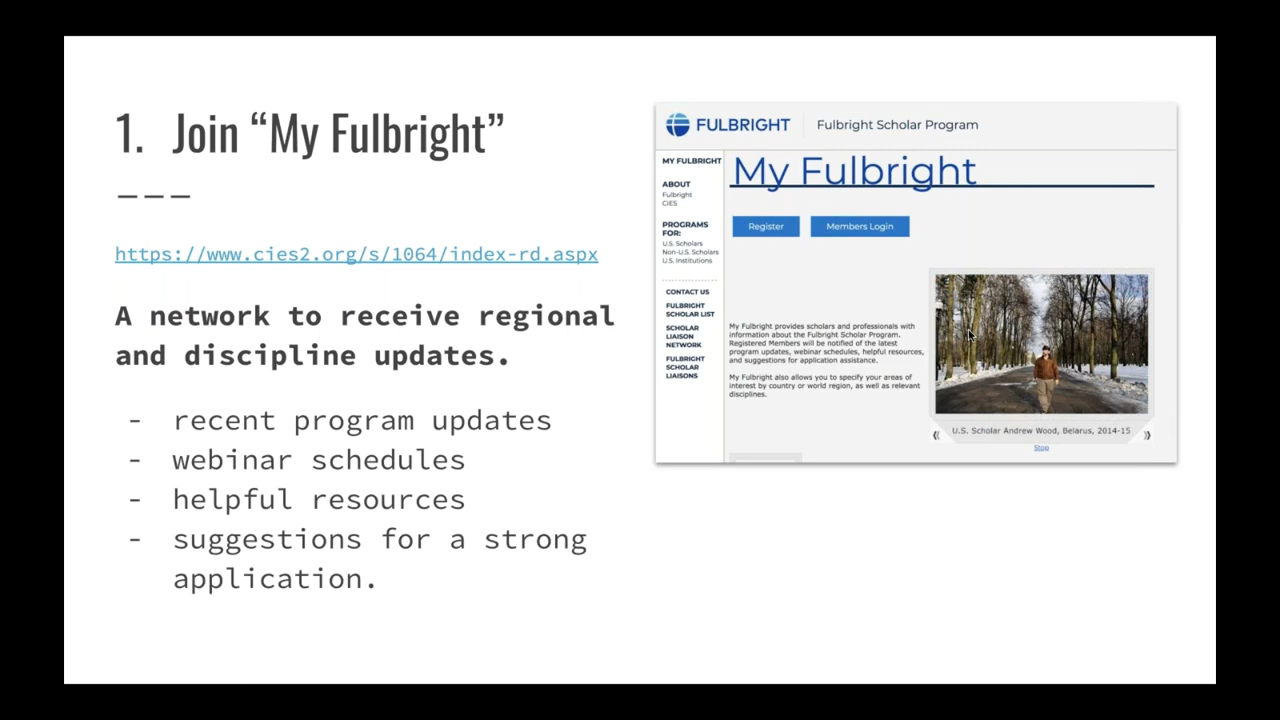 1. Join “My Fulbright”
———
https://www.cies2.org/s/1064/index-rd.aspx
A network to receive regional
and discipline updates.
- recent program updates
- webinar schedules
- helpful resources
- suggestions for a strong
application.
FULBRIGHT
Fulbright Scholar Program
MY FULBRIGHT
ABOUT
Fulbright
CIES
PROGRAMS
FOR:
U.S. Scholars
Non-U.S. Scholars
U.S. Institutions
CONTACT US
FULBRIGHT
SCHOLAR LIST
SCHOLAR
LIAISON
NETWORK
FULBRIGHT
SCHOLAR
LIAISONS
My Fulbright
Register
Members Login
My Fulbright provides scholars and professionals with
information about the Fulbright Scholar Program.
Registered Members will be notified of the latest
program updates, webinar schedules, helpful resources,
and suggestions for application assistance.
My Fulbright also allows you to specify your areas of
interest by country or world region, as well as relevant
disciplines.
« U.S. Scholar Andrew Wood, Belarus, 2014-15 »
Stop